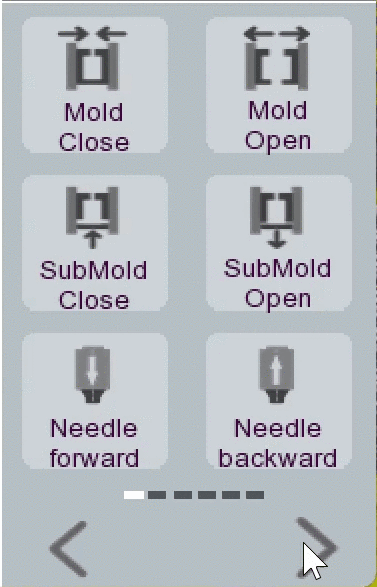 Mold
Close
Mold
Open
SubMold
Close
SubMold
Open
Needle
forward
Needle
backward